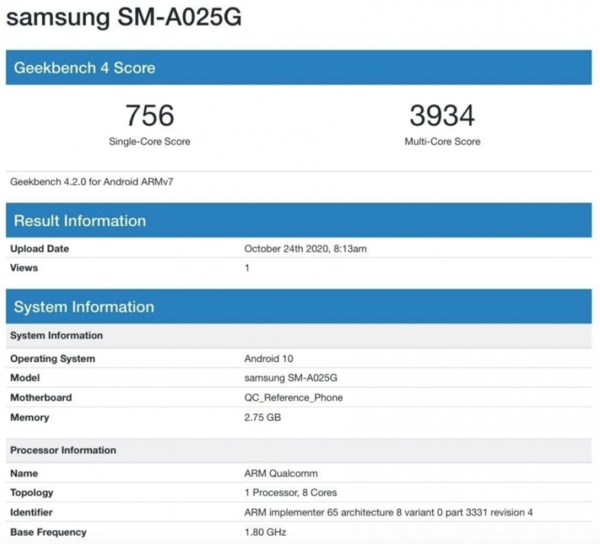 samsung SM-A025G
Geekbench 4 Score
756 3934
Single-Core Score Multi-Core Score
Geekbench 4.2.0 for Android ARMv7
Result Information
Upload Date October 24th 2020, 8:13am
Views 1
System Information
System Information
Operating System Android 10
Model samsung SM-A025G
Motherboard QC_Reference_Phone
Memory 2.75 GB
Processor Information
Name ARM Qualcomm
Topology 1 Processor, 8 Cores
Identifier ARM implementer 65 architecture 8 variant 0 part 3331 revision 4
Base Frequency 1.80 GHz